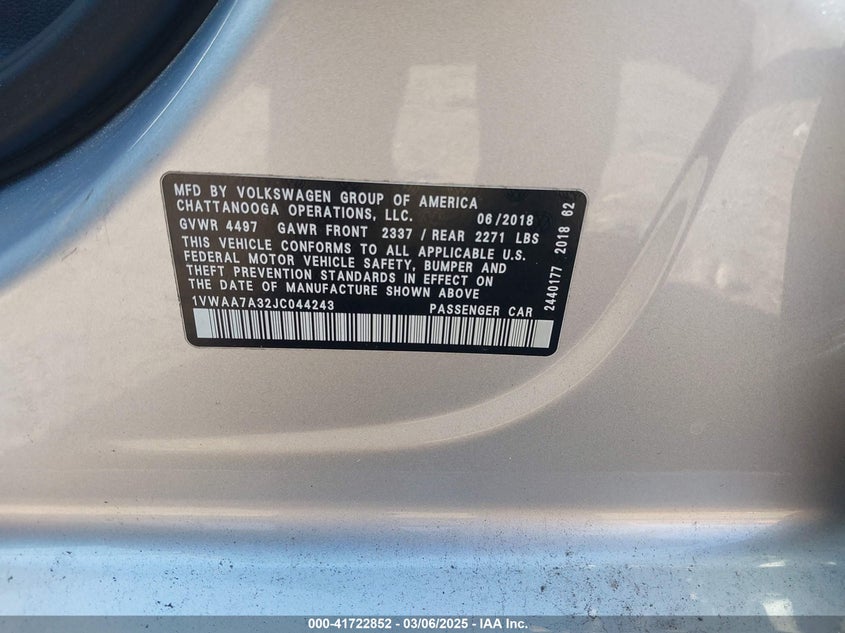 MFD BY VOLKSWAGEN GROUP OF AMERICA
CHATTANOOGA OPERATIONS, LLC. 06/2018
GVWR 4497 GAWR FRONT 2337 / REAR 2271 LBS
THIS VEHICLE CONFORMS TO ALL APPLICABLE U.S.
FEDERAL MOTOR VEHICLE SAFETY, BUMPER AND
THEFT PREVENTION STANDARDS IN EFFECT ON
THE DATE OF MANUFACTURE SHOWN ABOVE
1VWAA7A32JC044243 PASSENGER CAR
2440177 2018 62
000-41722852 — 03/06/2025 — IAA Inc.